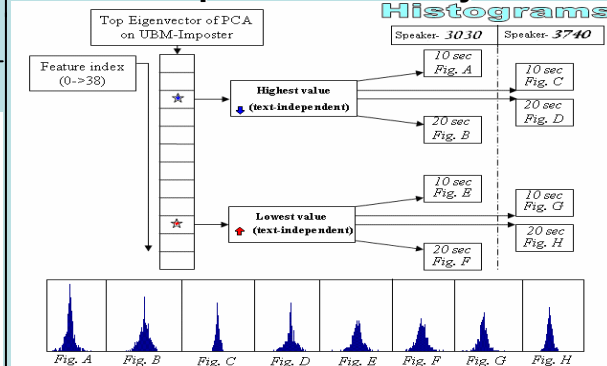 Histograms
Top Eigenvector of PCA
on UBM-Imposter
Speaker- 3030
Speaker- 3740
Feature index
(0->38)
10 sec
Fig. A
10 sec
Fig. C
Highest value
(text-independent)
20 sec
Fig. D
20 sec
Fig. B
10 sec
Fig. E
10 sec
Fig. G
Lowest value
(text-independent)
20 sec
Fig. H
20 sec
Fig. F
Fig. A
Fig. B
Fig. C
Fig. D
Fig. E
Fig. F
Fig. G
Fig. H